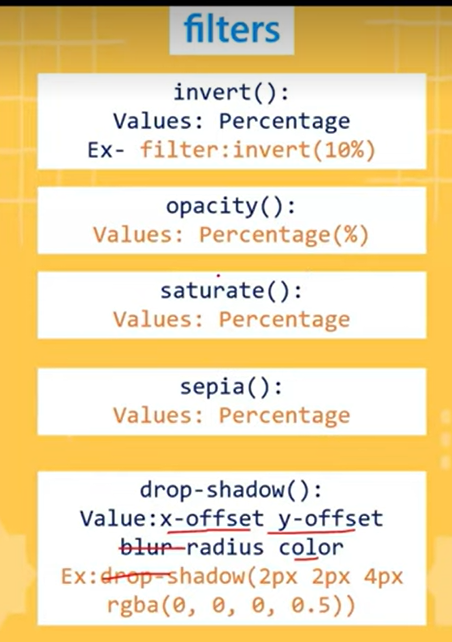 filters
invert():
Values: Percentage
Ex- filter:invert(10%)
opacity():
Values: Percentage(%)
saturate():
Values: Percentage
sepia():
Values: Percentage
drop-shadow():
Value:x-offset y-offset
blur-radius color
Ex:drop-shadow(2px 2px 4px
rgba(0, 0, 0, 0.5))